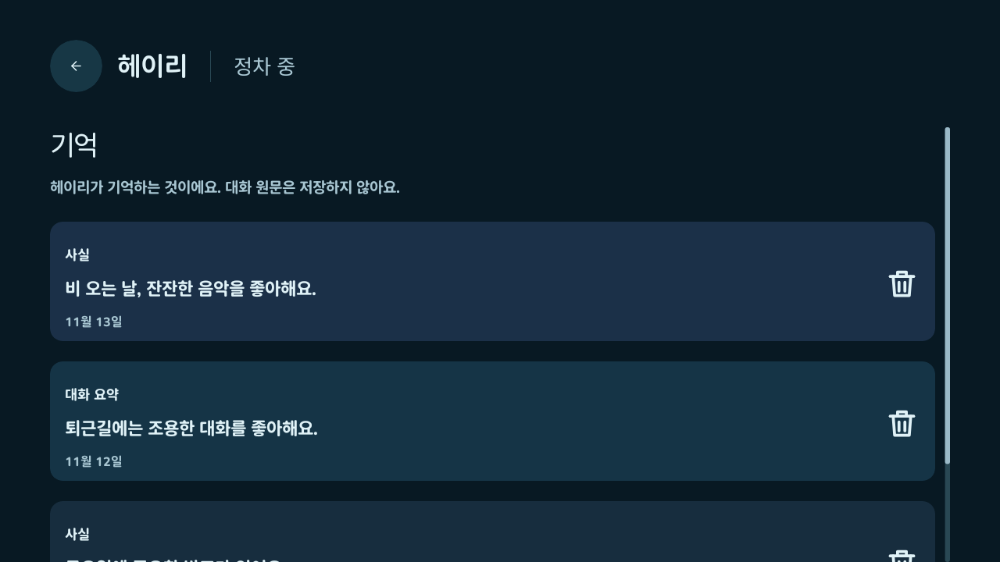 헤이리
정차 중
기억
헤이리가 기억하는 것이에요. 대화 원문은 저장하지 않아요.
사실
비 오는 날, 잔잔한 음악을 좋아해요.
11월 13일
대화 요약
퇴근길에는 조용한 대화를 좋아해요.
11월 12일
사실